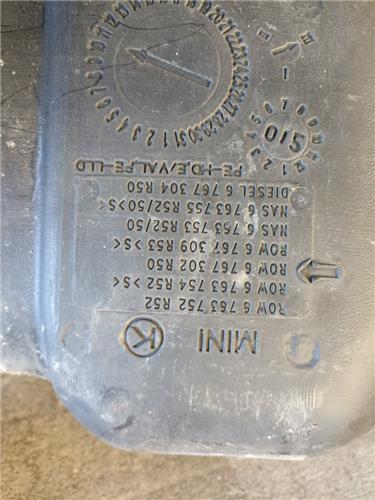 MINI K
ROW 6 763 752 R52
ROW 6 763 754 R52 >S<
ROW 6 767 302 R50
ROW 6 767 309 R53 >S<
NAS 6 763 753 R52/50
NAS 6 763 755 R52/50 >S<
DIESEL 6 767 304 R50
PE-HD,E/VAL,PE-LLD
015